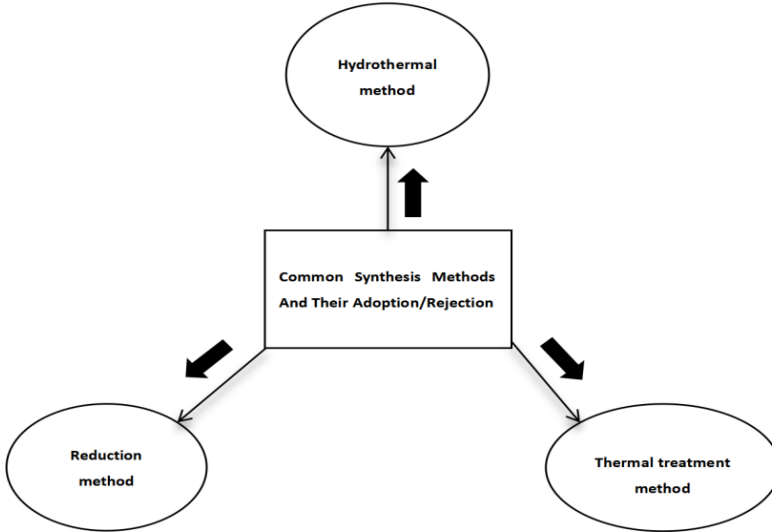 Hydrothermal
method
Common Synthesis Methods
And Their Adoption/Rejection
Reduction
method
Thermal treatment
method